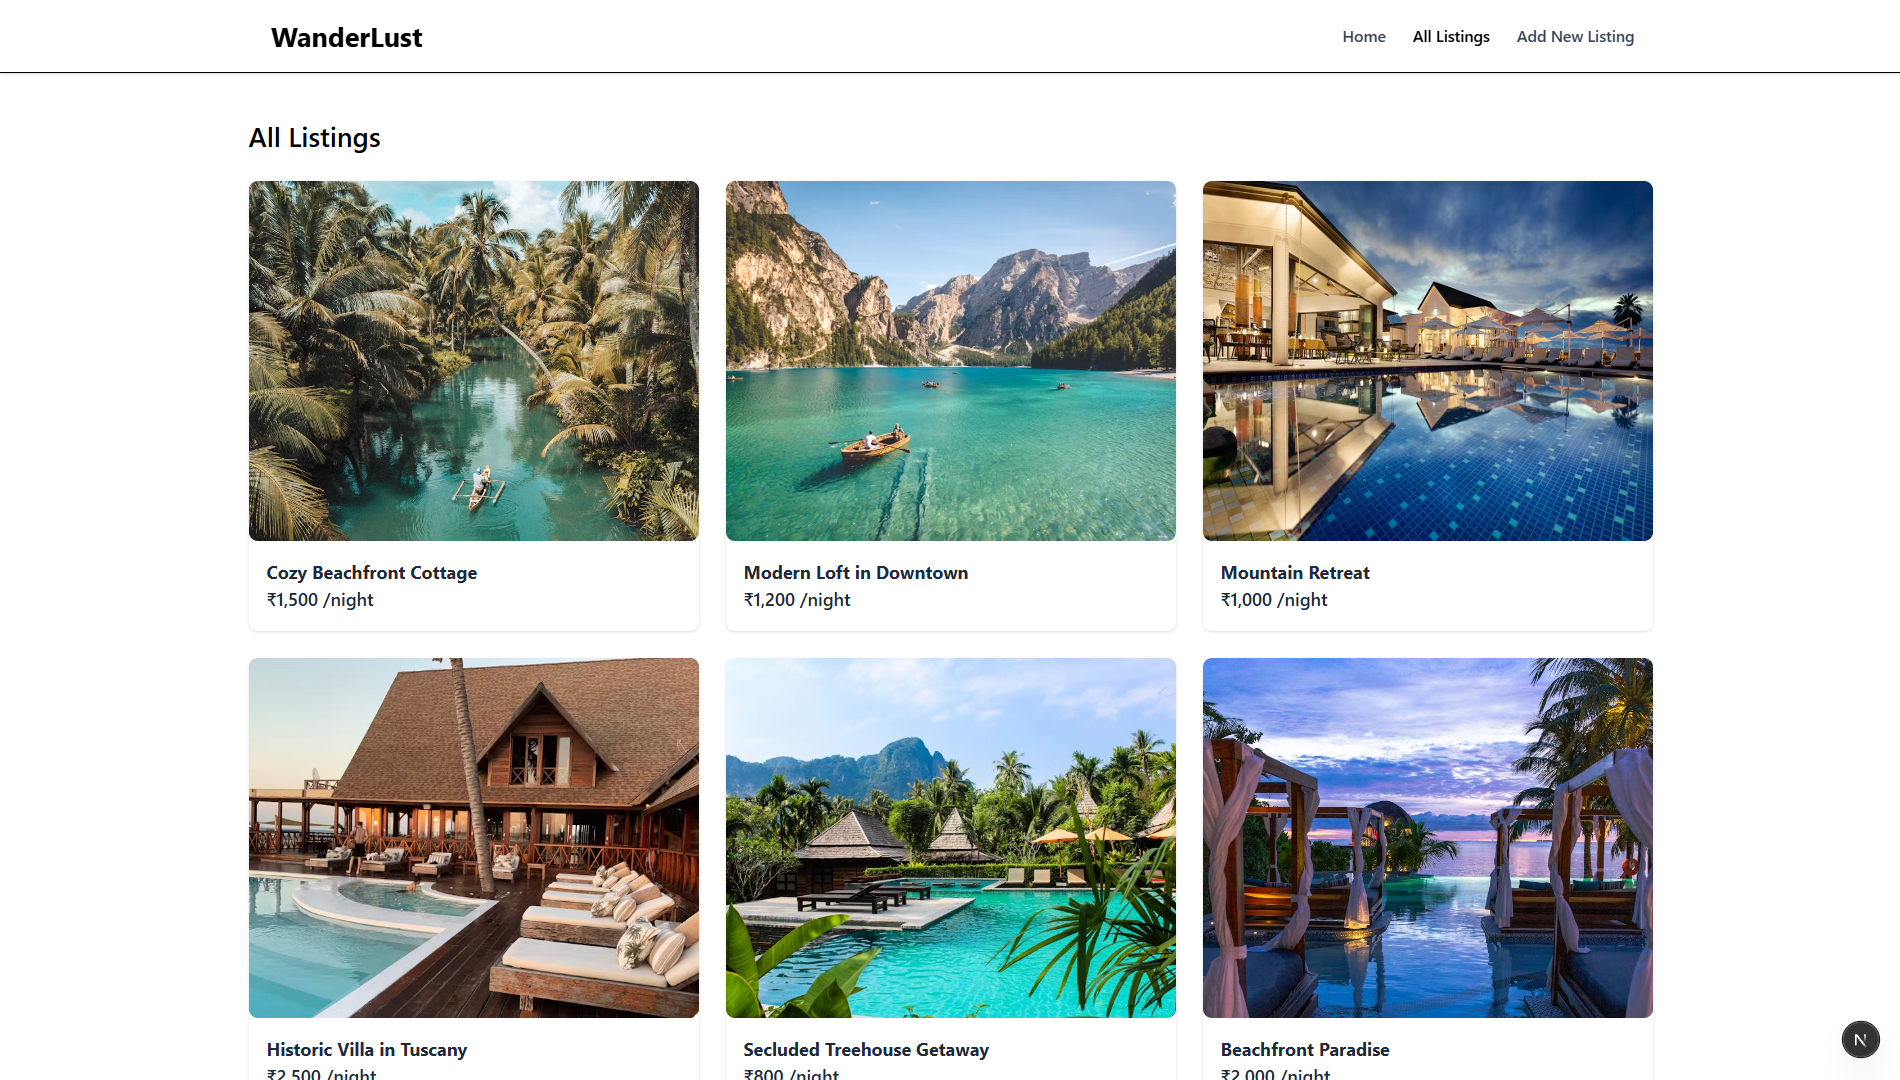 WanderLust
Home All Listings Add New Listing
All Listings
Cozy Beachfront Cottage
₹1,500 /night
Modern Loft in Downtown
₹1,200 /night
Mountain Retreat
₹1,000 /night
Historic Villa in Tuscany
₹2,500 /night
Secluded Treehouse Getaway
₹800 /night
Beachfront Paradise
₹2,000 /night
N